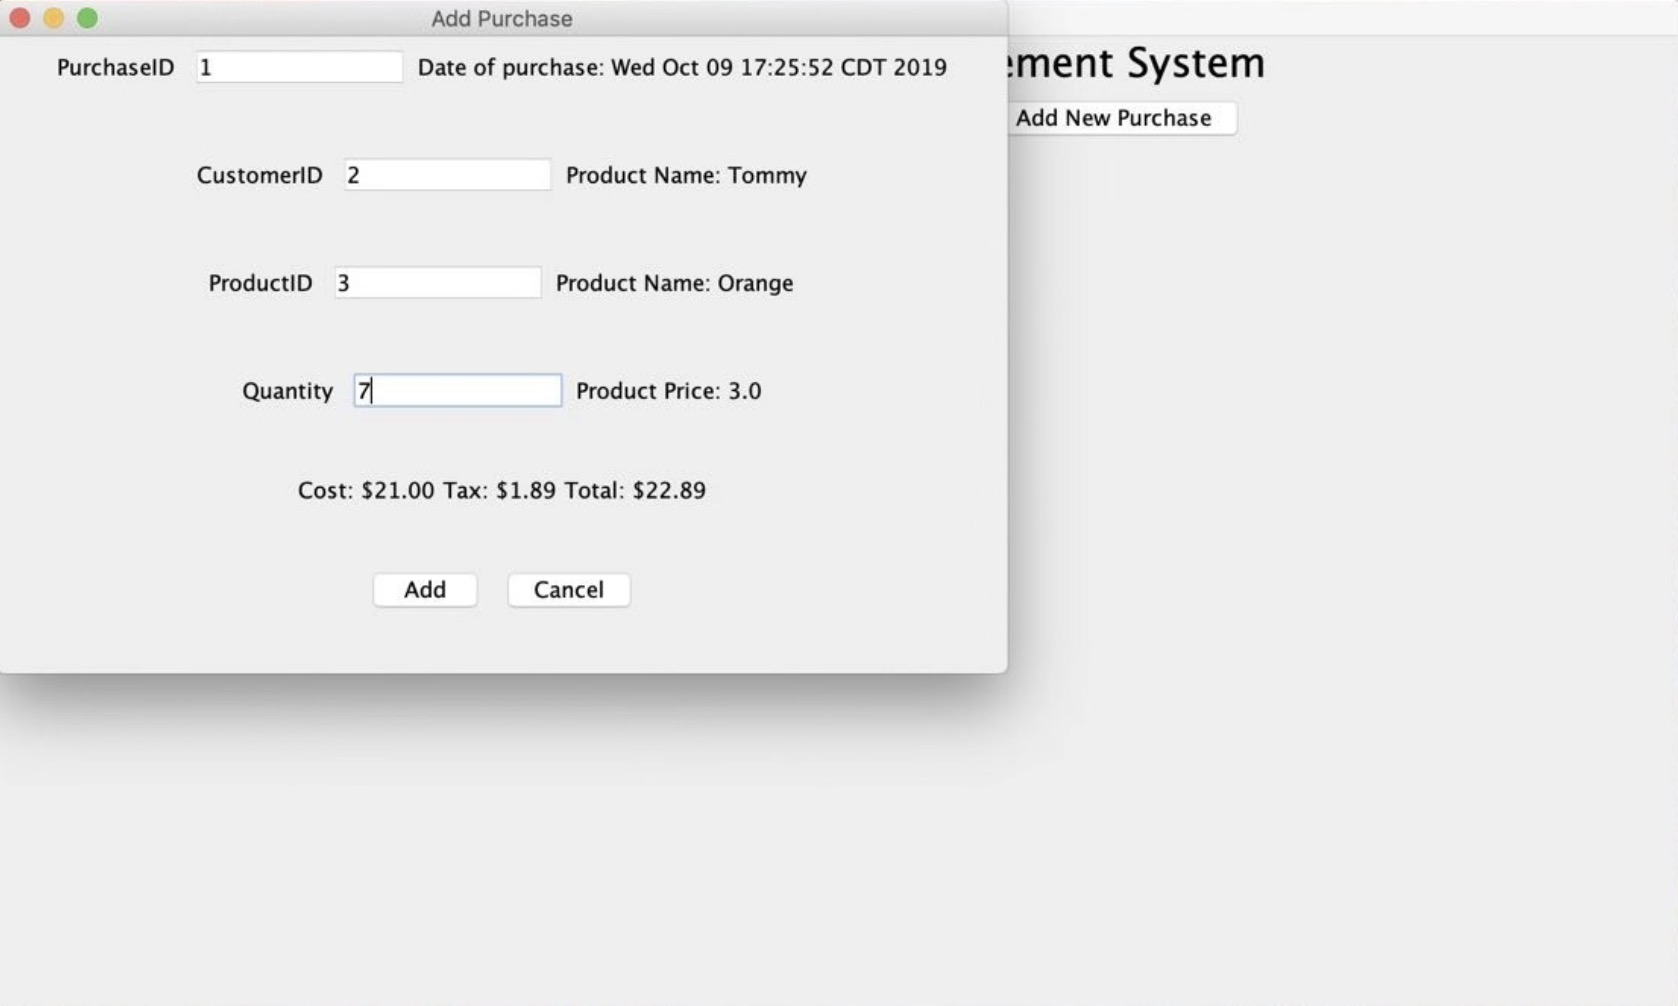 Add Purchase
PurchaseID 1 Date of purchase: Wed Oct 09 17:25:52 CDT 2019
ement System
Add New Purchase
CustomerID 2 Product Name: Tommy
ProductID 3 Product Name: Orange
Quantity 7 Product Price: 3.0
Cost: $21.00 Tax: $1.89 Total: $22.89
Add Cancel